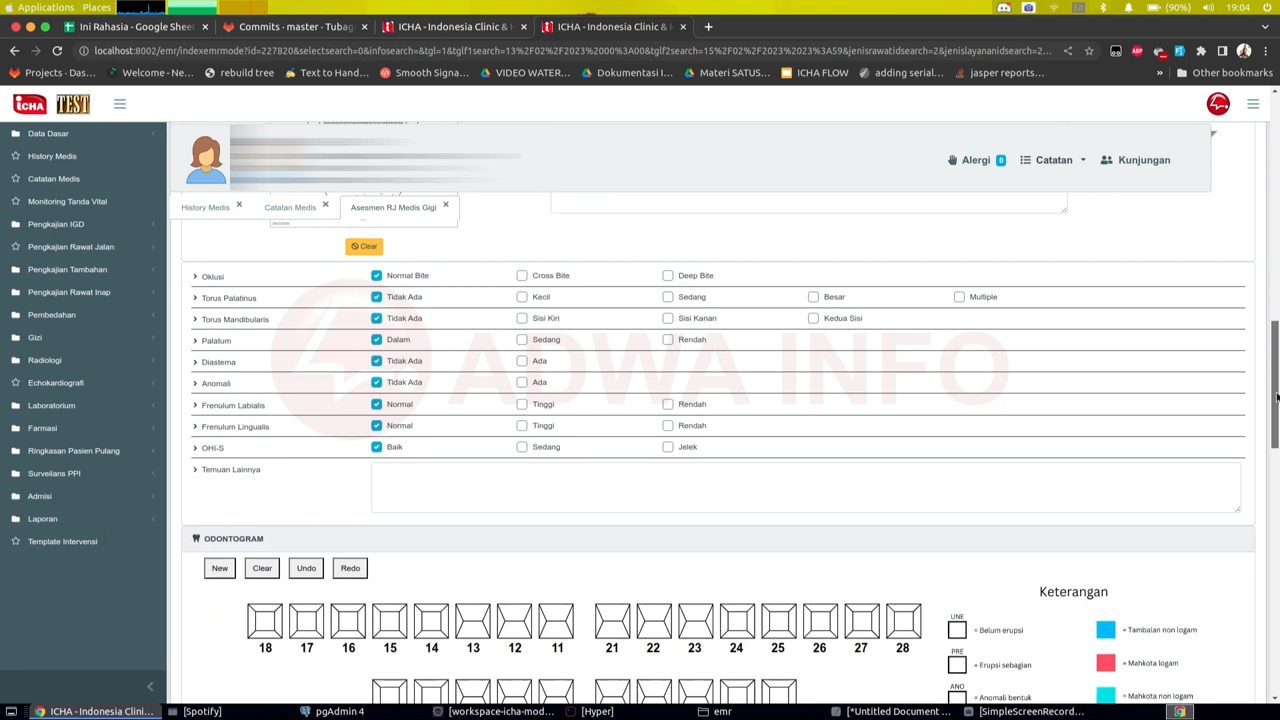 Applications Places (90%) 19:04
Ini Rahasia - Google Sheet Commits - master - Tubag ICHA - Indonesia Clinic & H ICHA - Indonesia Clinic & H
localhost:8002/emr/indexemrmode?id=227820&selectsearch=0&infosearch=&tgl=1&tglf1search=13%2F02%2F2023%2000%3A00&tglf2search=15%2F02%2F2023%3A59&jenisrawatidsearch=2&jenislayananidsearch=2...
Projects - Das... Welcome - Ne... rebuild tree Text to Hand... Smooth Signa... VIDEO WATER... Dokumentasi I... Materi SATUS... ICHA FLOW adding serial... jasper reports... » Other bookmarks
iCHA TEST
Data Dasar
History Medis
Catatan Medis
Monitoring Tanda Vital
Pengkajian IGD
Pengkajian Rawat Jalan
Pengkajian Tambahan
Pengkajian Rawat Inap
Pembedahan
Gizi
Radiologi
Echokardiografi
Laboratorium
Farmasi
Ringkasan Pasien Pulang
Surveilans PPI
Admisi
Laporan
Template Intervensi
Alergi 0 Catatan Kunjungan
History Medis Catatan Medis Asesmen RJ Medis Gigi
Clear
Oklusi Normal Bite Cross Bite Deep Bite
Torus Palatinus Tidak Ada Kecil Sedang Besar Multiple
Torus Mandibularis Tidak Ada Sisi Kiri Sisi Kanan Kedua Sisi
Palatum Dalam Sedang Rendah
Diastema Tidak Ada Ada
Anomali Tidak Ada Ada
Frenulum Labialis Normal Tinggi Rendah
Frenulum Lingualis Normal Tinggi Rendah
OHI-S Baik Sedang Jelek
Temuan Lainnya
ADWA INFO
ODONTOGRAM
New Clear Undo Redo
18 17 16 15 14 13 12 11 21 22 23 24 25 26 27 28
Keterangan
UNE = Belum erupsi = Tambalan non logam
PRE = Erupsi sebagian = Mahkota logam
ANO = Anomali bentuk = Mahkota non logam
ICHA - Indonesia Clini... [Spotify] pgAdmin 4 [workspace-icha-mod... [Hyper] emr [*Untitled Document ... [SimpleScreenRecord...